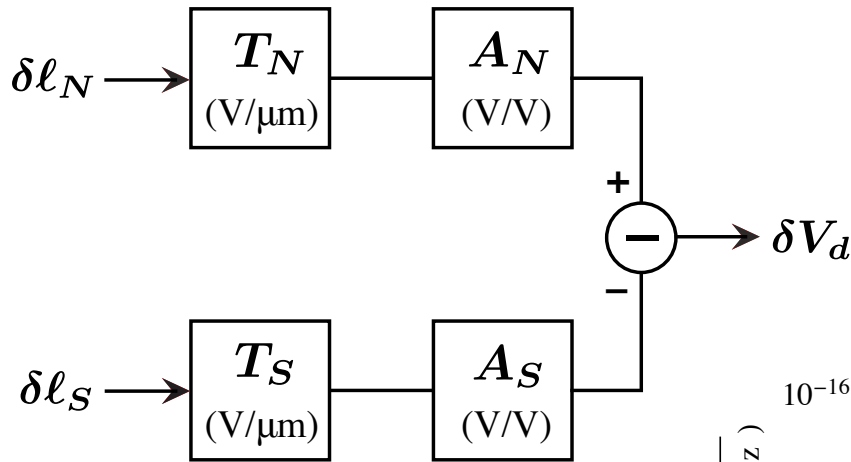 T_N
A_N
δℓ_N
(V/μm)
(V/V)
+
−
δV_d
−
T_S
A_S
δℓ_S
(V/μm)
(V/V)
10^{−16}
z )